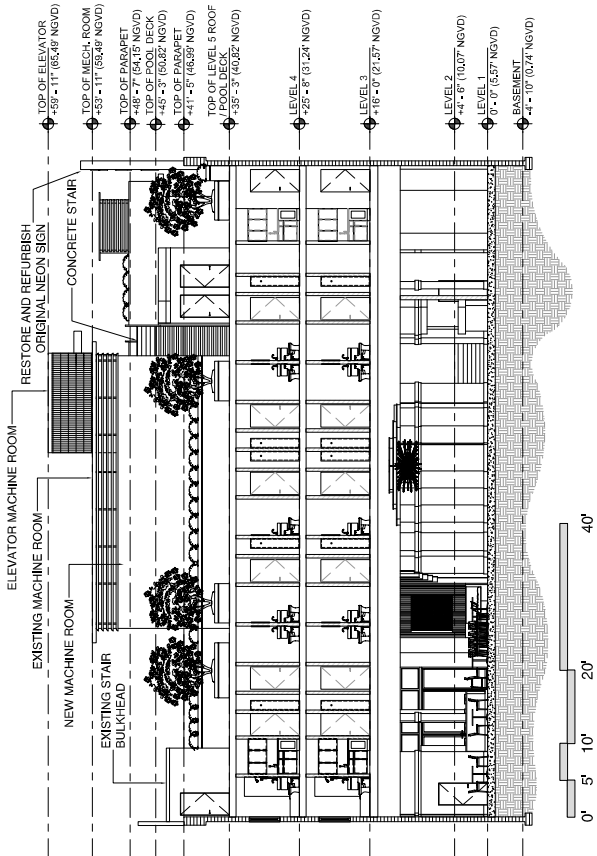 TOP OF ELEVATOR
+59' - 11" (65.49' NGVD)
TOP OF MECH. ROOM
+53' - 11" (59.49' NGVD)
TOP OF PARAPET
+48' - 7" (54.15' NGVD)
TOP OF POOL DECK
+45' - 3" (50.82' NGVD)
TOP OF PARAPET
+41' - 5" (46.99' NGVD)
TOP OF LEVEL 5 ROOF
/ POOL DECK
+35' - 3" (40.82' NGVD)
LEVEL 4
+25' - 8" (31.24' NGVD)
LEVEL 3
+16' - 0" (21.57' NGVD)
LEVEL 2
+4' - 6" (10.07' NGVD)
LEVEL 1
0' - 0" (5.57' NGVD)
BASEMENT
-4' - 10" (0.74' NGVD)
RESTORE AND REFURBISH
ORIGINAL NEON SIGN
CONCRETE STAIR
ELEVATOR MACHINE ROOM
EXISTING MACHINE ROOM
NEW MACHINE ROOM
EXISTING STAIR
BULKHEAD
0' 5' 10' 20' 40'